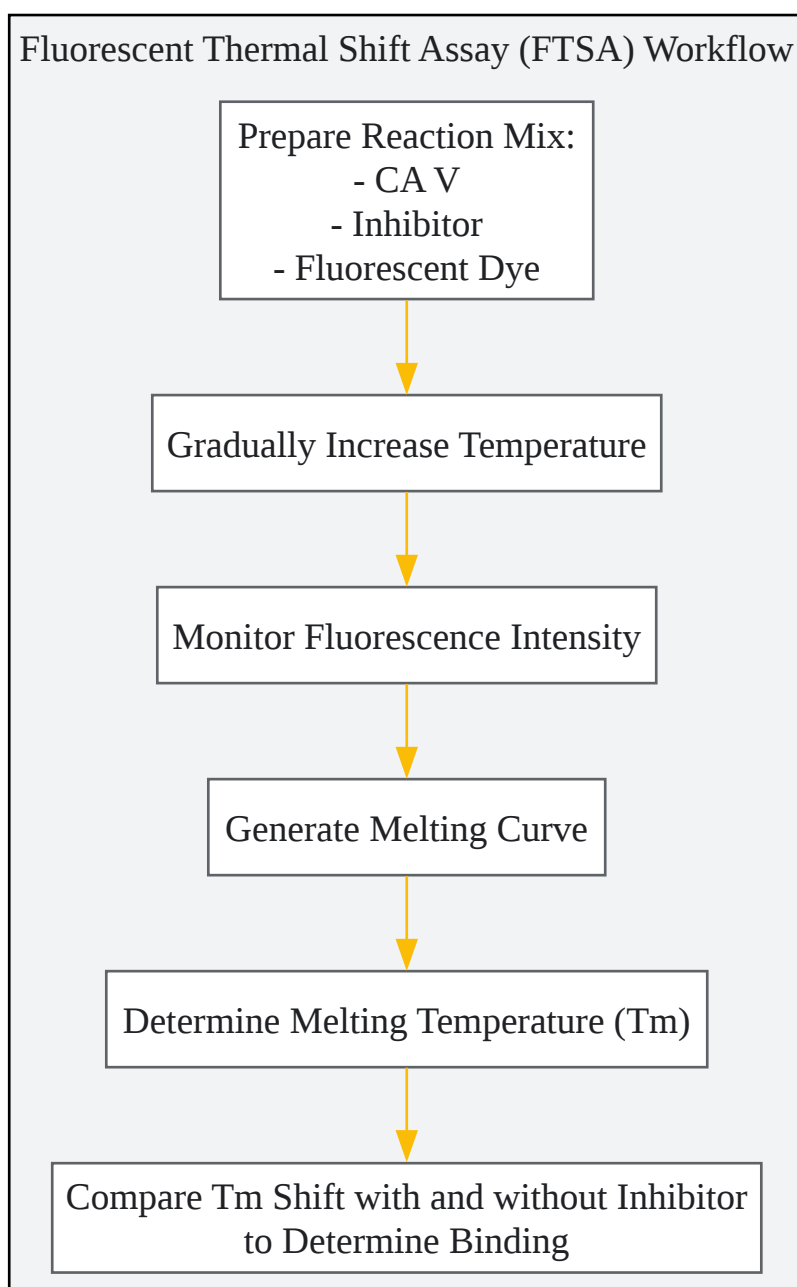 Fluorescent Thermal Shift Assay (FTSA) Workflow
Prepare Reaction Mix:
- CA V
- Inhibitor
- Fluorescent Dye
Gradually Increase Temperature
Monitor Fluorescence Intensity
Generate Melting Curve
Determine Melting Temperature (Tm)
Compare Tm Shift with and without Inhibitor
to Determine Binding